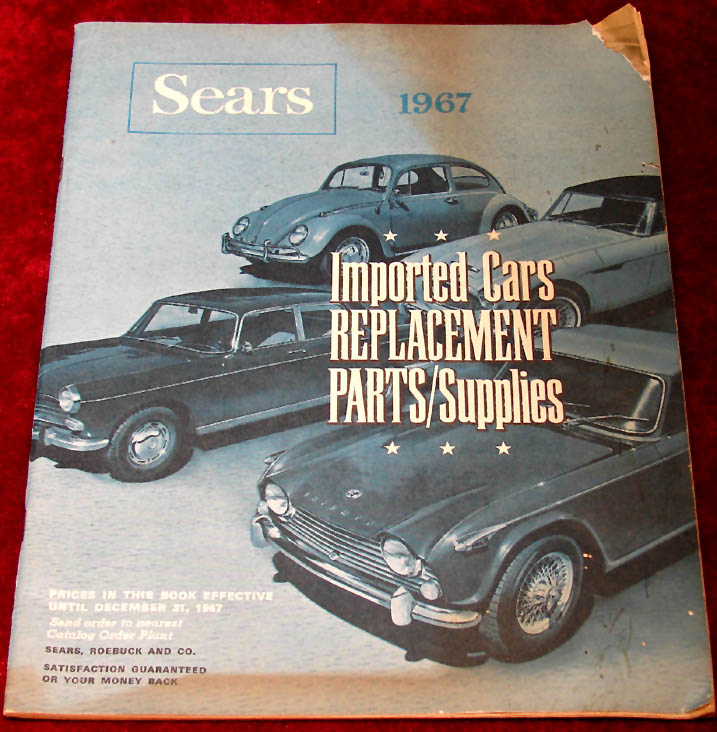 Sears
1967
★ ★ ★
Imported Cars
REPLACEMENT
PARTS/Supplies
★ ★ ★
TRIUMPH
PRICES IN THIS BOOK EFFECTIVE
UNTIL DECEMBER 31, 1967
Send order to nearest
Catalog Order Plant
SEARS, ROEBUCK AND CO.
SATISFACTION GUARANTEED
OR YOUR MONEY BACK